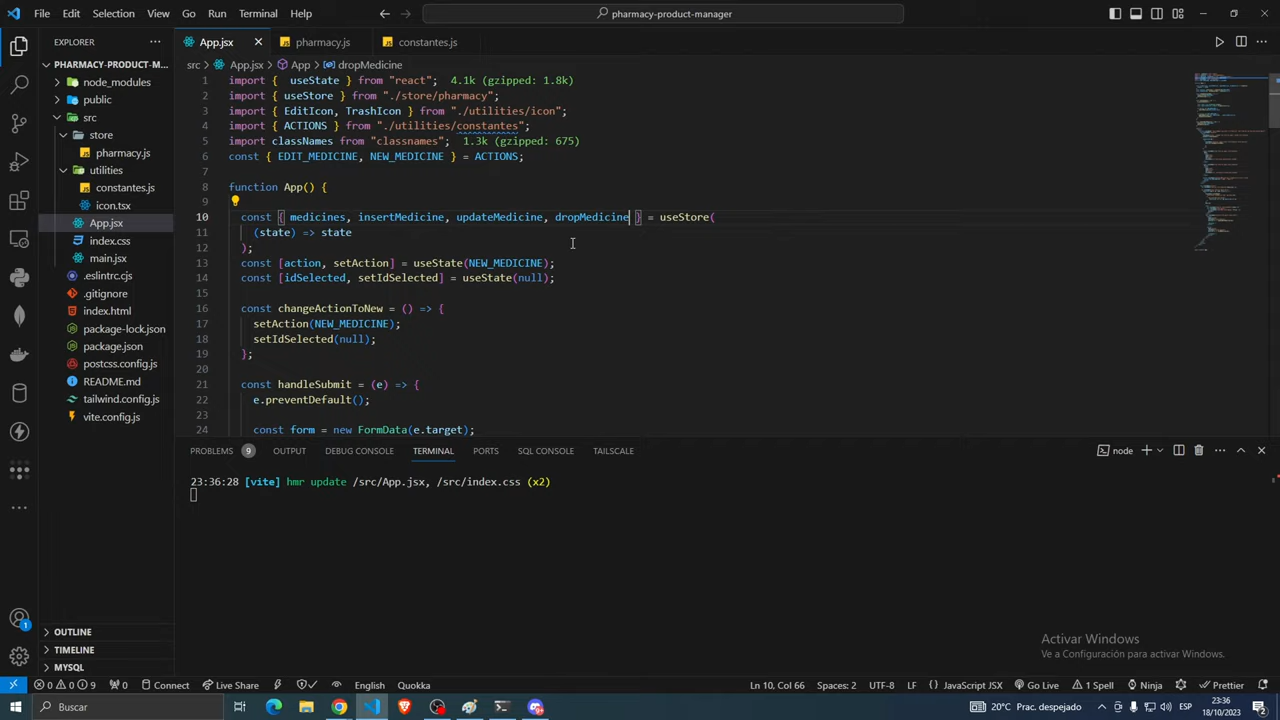 File Edit Selection View Go Run Terminal Help
pharmacy-product-manager
EXPLORER
App.jsx
pharmacy.js
constantes.js
PHARMACY-PRODUCT-MA...
src > App.jsx > App > dropMedicine
node_modules
public
src
store
pharmacy.js
utilities
constantes.js
icon.tsx
App.jsx
index.css
main.jsx
.eslintrc.cjs
.gitignore
index.html
package-lock.json
package.json
postcss.config.js
README.md
tailwind.config.js
vite.config.js
OUTLINE
TIMELINE
MYSQL
1 import { useState } from "react"; 4.1k (gzipped: 1.8k)
2 import { useStore } from "./store/pharmacy";
3 import { EditIcon, TrashIcon } from "./utilities/icon";
4 import { ACTIONS } from "./utilities/constantes";
5 import classNames from "classnames"; 1.3k (gzipped: 675)
6 const { EDIT_MEDICINE, NEW_MEDICINE } = ACTIONS;
7
8 function App() {
9
10 const { medicines, insertMedicine, updateMedicine, dropMedicine } = useStore(
11 (state) => state
12 );
13 const [action, setAction] = useState(NEW_MEDICINE);
14 const [idSelected, setIdSelected] = useState(null);
15
16 const changeActionToNew = () => {
17 setAction(NEW_MEDICINE);
18 setIdSelected(null);
19 };
20
21 const handleSubmit = (e) => {
22 e.preventDefault();
23
24 const form = new FormData(e.target);
PROBLEMS 9 OUTPUT DEBUG CONSOLE TERMINAL PORTS SQL CONSOLE TAILSCALE
node
23:36:28 [vite] hmr update /src/App.jsx, /src/index.css (x2)
Activar Windows
Ve a Configuración para activar Windows.
1
0 0 9 0 Connect Live Share English Quokka Ln 10, Col 66 Spaces: 2 UTF-8 LF JavaScript JSX Go Live 1 Spell Ninja Prettier
Buscar
20°C Prac. despejado
ESP
23:36
18/10/2023